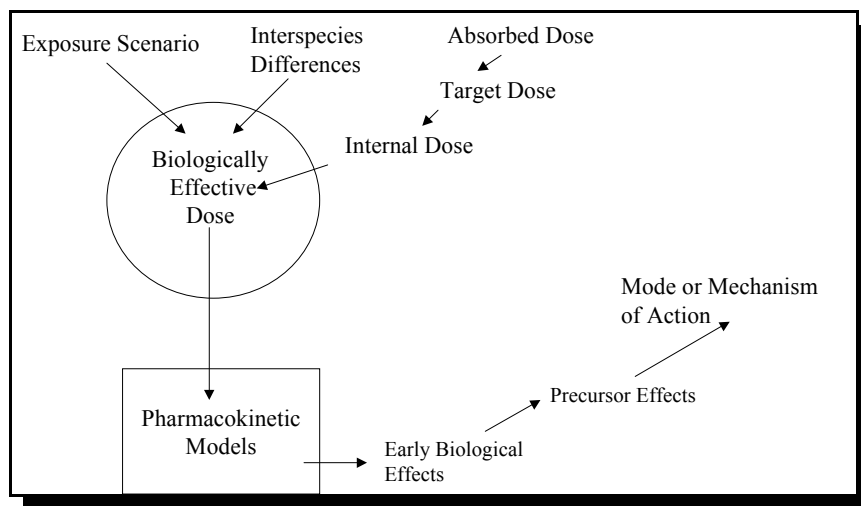 Exposure Scenario
Interspecies
Differences
Absorbed Dose
Target Dose
Internal Dose
Biologically
Effective
Dose
Mode or Mechanism
of Action
Precursor Effects
Pharmacokinetic
Models
Early Biological
Effects